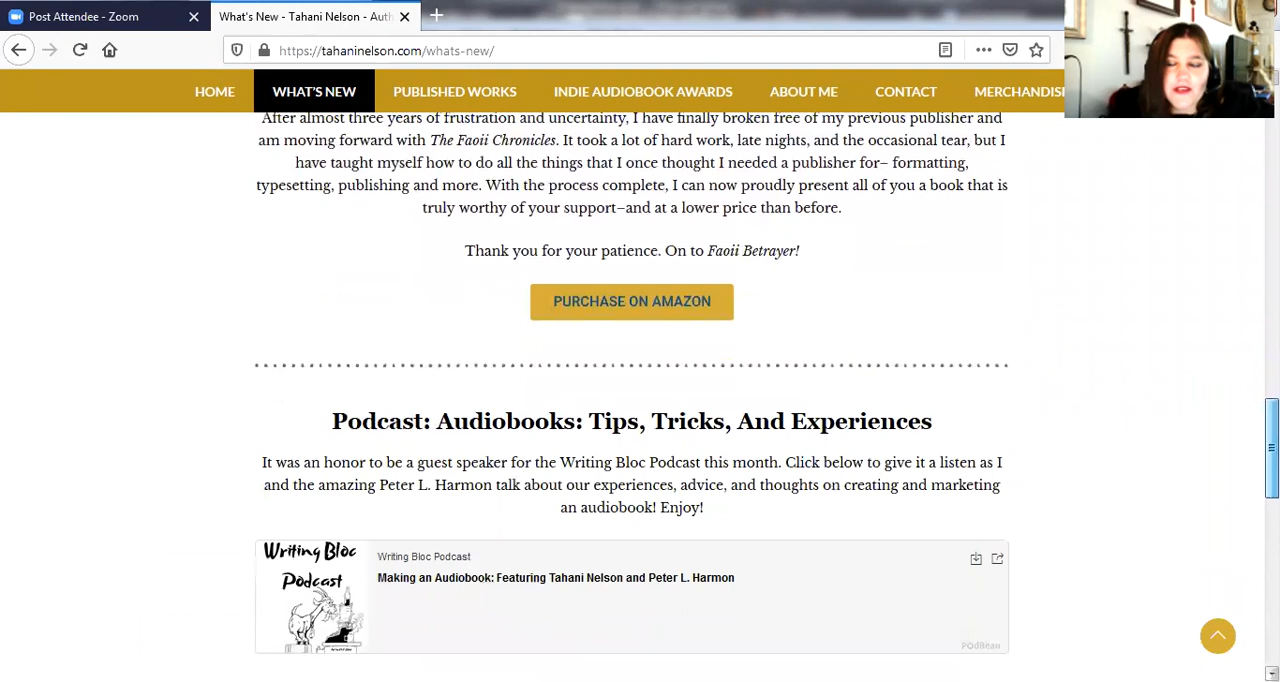 Post Attendee - Zoom
What's New - Tahani Nelson - Auth
https://tahaninelson.com/whats-new/
HOME WHAT'S NEW PUBLISHED WORKS INDIE AUDIOBOOK AWARDS ABOUT ME CONTACT MERCHANDIS
After almost three years of frustration and uncertainty, I have finally broken free of my previous publisher and
am moving forward with The Faoii Chronicles. It took a lot of hard work, late nights, and the occasional tear, but I
have taught myself how to do all the things that I once thought I needed a publisher for– formatting,
typesetting, publishing and more. With the process complete, I can now proudly present all of you a book that is
truly worthy of your support–and at a lower price than before.
Thank you for your patience. On to Faoii Betrayer!
PURCHASE ON AMAZON
Podcast: Audiobooks: Tips, Tricks, And Experiences
It was an honor to be a guest speaker for the Writing Bloc Podcast this month. Click below to give it a listen as I
and the amazing Peter L. Harmon talk about our experiences, advice, and thoughts on creating and marketing
an audiobook! Enjoy!
Writing Bloc
Podcast
Writing Bloc Podcast
Making an Audiobook: Featuring Tahani Nelson and Peter L. Harmon
PODBean